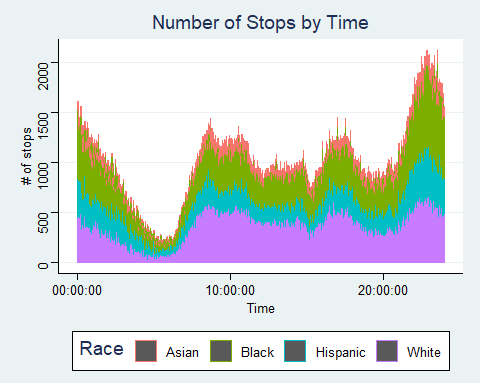 Number of Stops by Time
# of stops
2000
1500
1000
500
0
00:00:00 10:00:00 20:00:00
Time
Race Asian Black Hispanic White